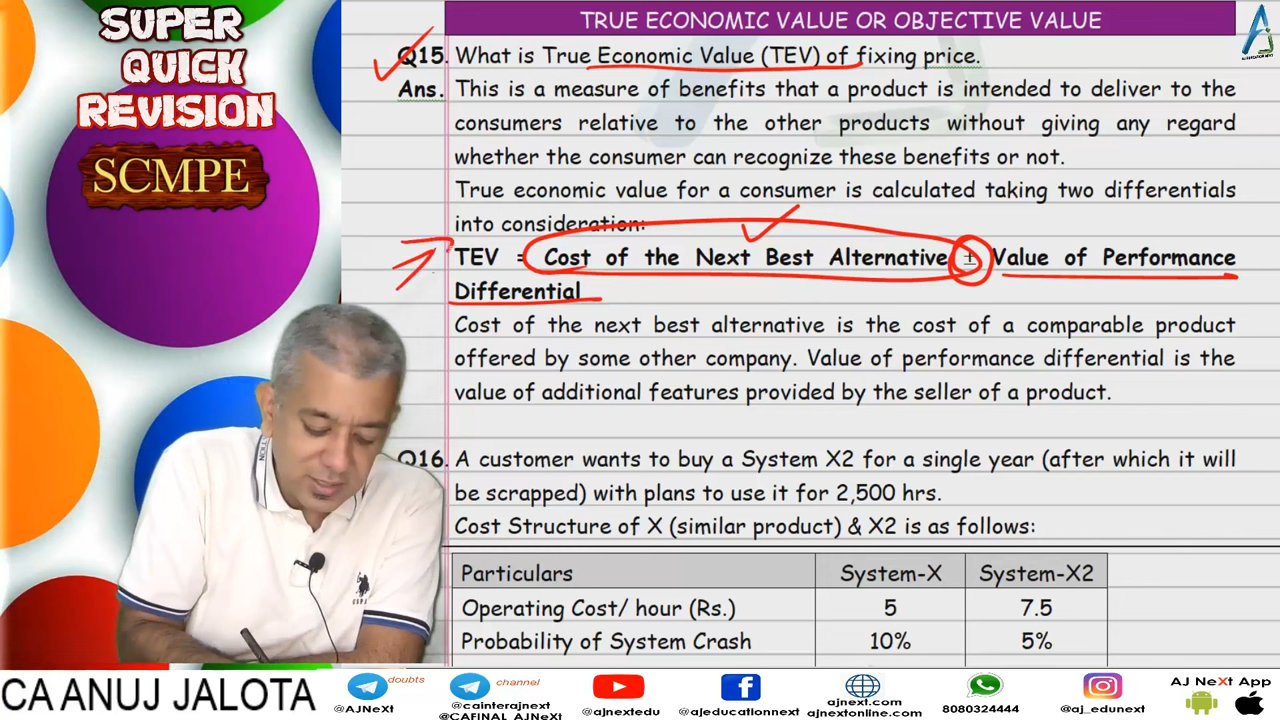 SUPER
QUICK
REVISION
SCMPE
TRUE ECONOMIC VALUE OR OBJECTIVE VALUE
Q15. What is True Economic Value (TEV) of fixing price.
Ans. This is a measure of benefits that a product is intended to deliver to the
consumers relative to the other products without giving any regard
whether the consumer can recognize these benefits or not.
True economic value for a consumer is calculated taking two differentials
into consideration:
TEV = Cost of the Next Best Alternative ± Value of Performance
Differential
Cost of the next best alternative is the cost of a comparable product
offered by some other company. Value of performance differential is the
value of additional features provided by the seller of a product.
Q16. A customer wants to buy a System X2 for a single year (after which it will
be scrapped) with plans to use it for 2,500 hrs.
Cost Structure of X (similar product) & X2 is as follows:
Particulars System-X System-X2
Operating Cost/ hour (Rs.) 5 7.5
Probability of System Crash 10% 5%
CA ANUJ JALOTA
doubts
@AJNeXt
channel
@cainterajnext
@CAFINAL_AJNeXt
@ajnextedu
@ajeducationnext
ajnext.com
ajnextonline.com
8080324444
@aj_edunext
AJ NeXt App